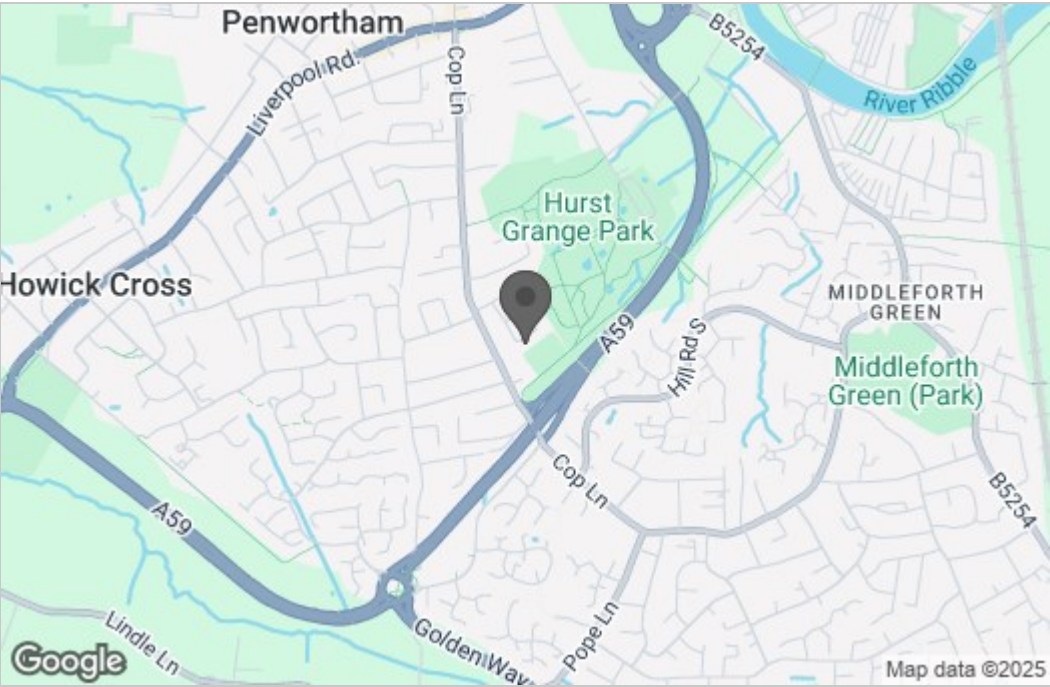 Penwortham
B5254
Liverpool Rd.
Cop Ln
River Ribble
Hurst
Grange Park
Howick Cross
MIDDLEFORTH
GREEN
A59
Hill Rd S
Middleforth
Green (Park)
Cop Ln
B5254
A59
Lindle Ln
Golden Way
Pope Ln
Google
Map data ©2025